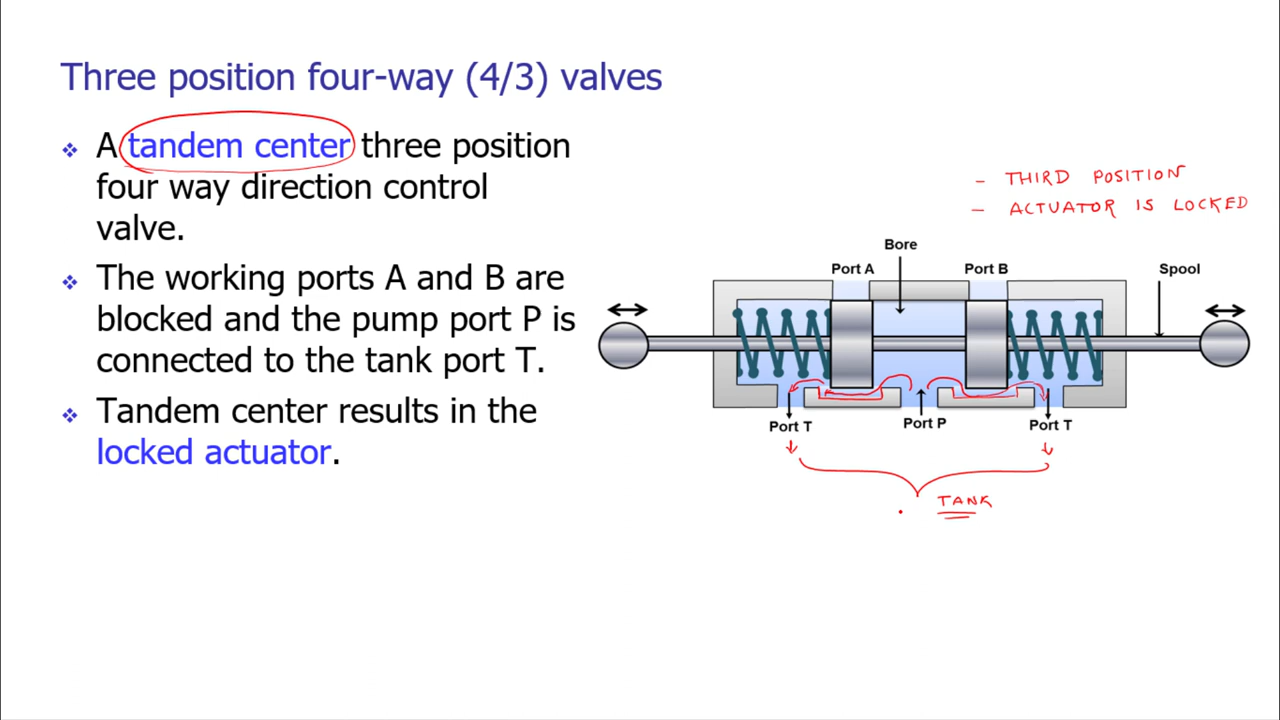 Three position four-way (4/3) valves
❖ A tandem center three position
four way direction control
valve.
❖ The working ports A and B are
blocked and the pump port P is
connected to the tank port T.
❖ Tandem center results in the
locked actuator.
- THIRD POSITION
- ACTUATOR IS LOCKED
Bore
Port A
Port B
Spool
Port T
Port P
Port T
TANK